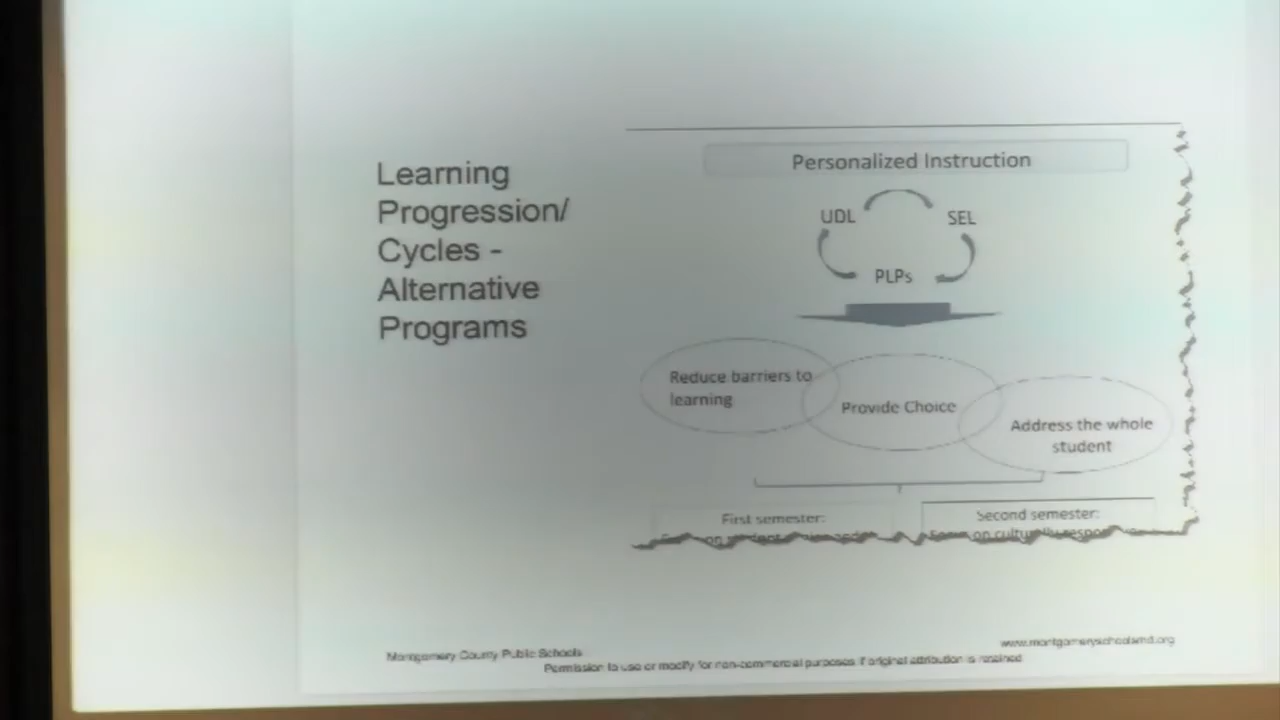 Learning
Progression/
Cycles -
Alternative
Programs
Personalized Instruction
UDL
SEL
PLPs
Reduce barriers to
learning
Provide Choice
Address the whole
student
First semester:
Second semester:
on culturally
Montgomery County Public Schools
www.montgomeryschoolsmd.org
Permission to use or modify for non-commercial purposes if original attribution is retained